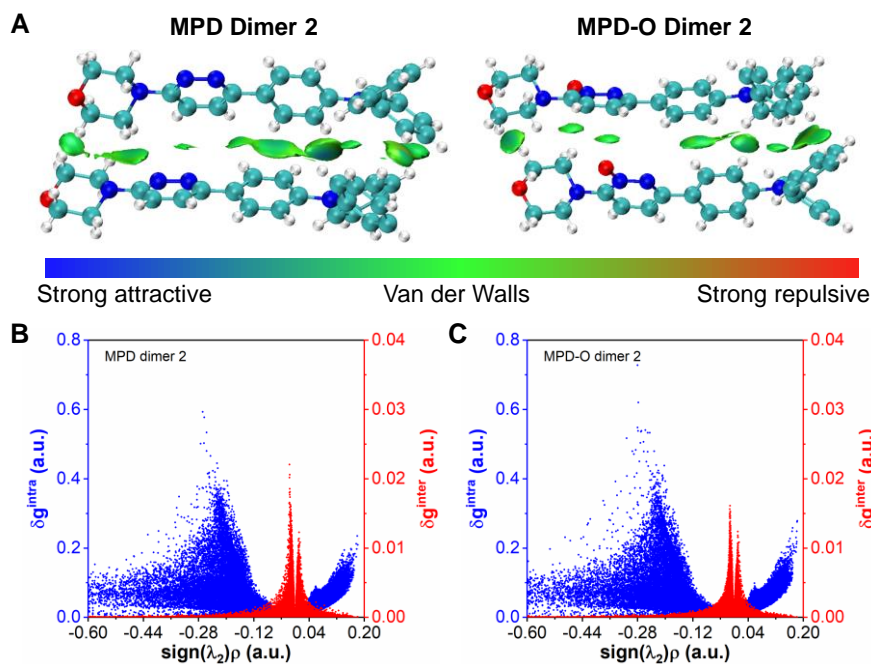 A
MPD Dimer 2
MPD-O Dimer 2
Strong attractive
Van der Walls
Strong repulsive
B
0.8
0.6
0.4
0.2
0.0
δg^intra (a.u.)
MPD dimer 2
0.04
0.03
0.02
0.01
0.00
δg^inter (a.u.)
-0.60 -0.44 -0.28 -0.12 0.04 0.20
sign(λ₂)ρ (a.u.)
C
0.8
0.6
0.4
0.2
0.0
δg^intra (a.u.)
MPD-O dimer 2
0.04
0.03
0.02
0.01
0.00
δg^inter (a.u.)
-0.60 -0.44 -0.28 -0.12 0.04 0.20
sign(λ₂)ρ (a.u.)